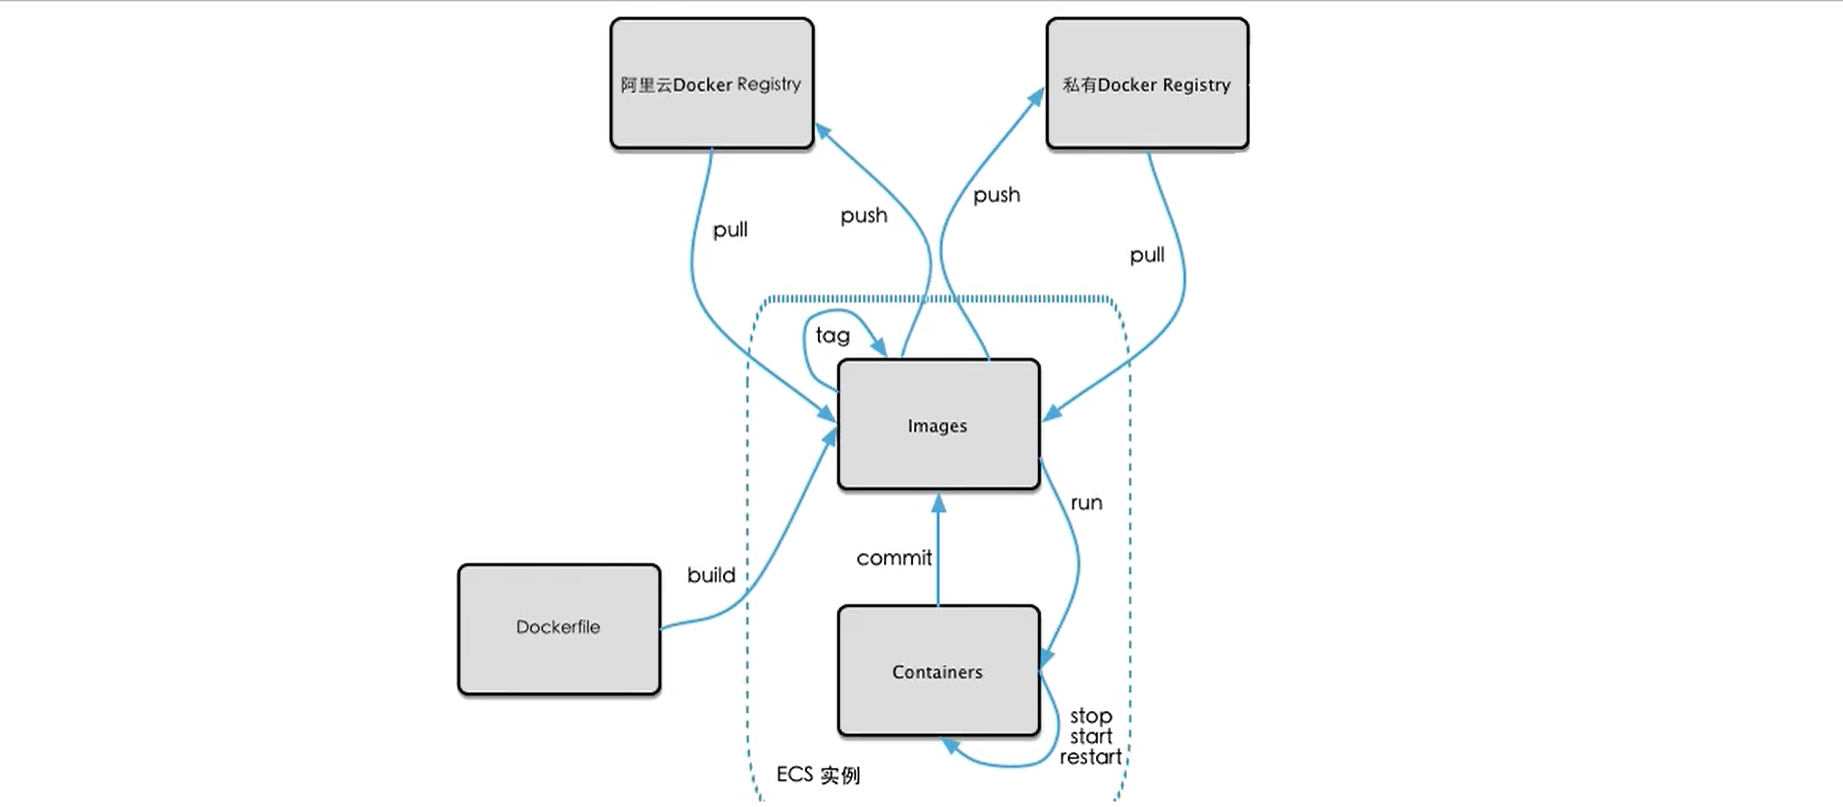 阿里云Docker Registry
私有Docker Registry
push
push
pull
pull
tag
Images
run
commit
build
Dockerfile
Containers
stop
start
restart
ECS 实例